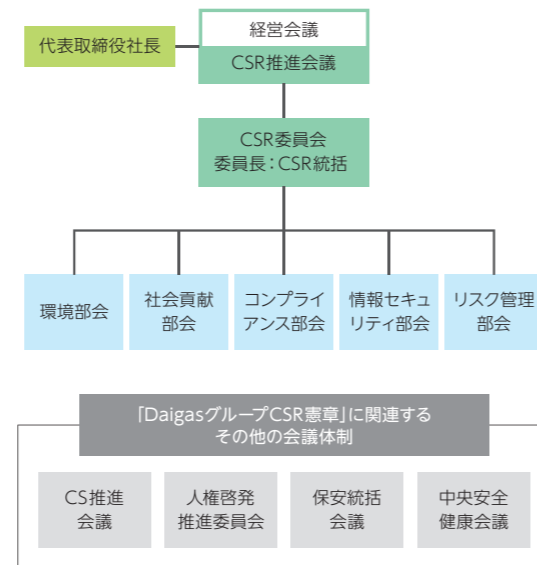 代表取締役社長
経営会議
CSR推進会議
CSR委員会
委員長：CSR統括
環境部会
社会貢献
部会
コンプライ
アンス部会
情報セキュ
リティ部会
リスク管理
部会
「DaigasグループCSR憲章」に関連する
その他の会議体制
CS推進
会議
人権啓発
推進委員会
保安統括
会議
中央安全
健康会議